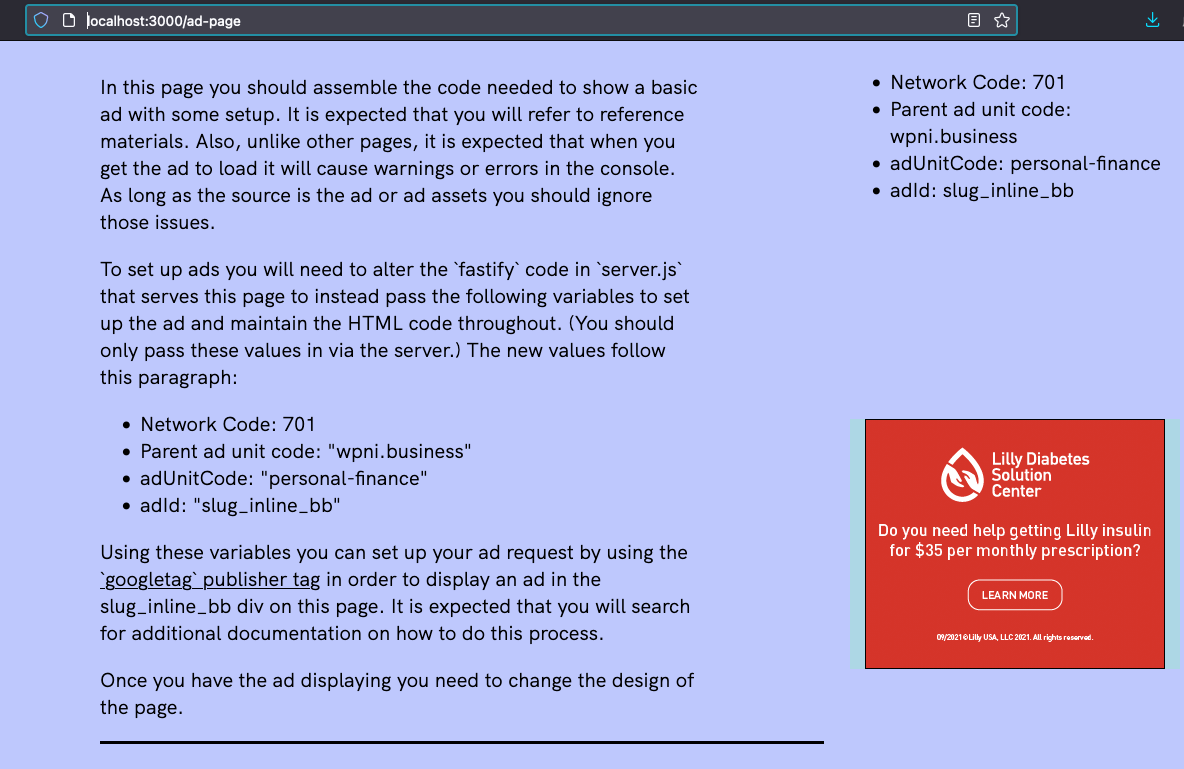 localhost:3000/ad-page
In this page you should assemble the code needed to show a basic
ad with some setup. It is expected that you will refer to reference
materials. Also, unlike other pages, it is expected that when you
get the ad to load it will cause warnings or errors in the console.
As long as the source is the ad or ad assets you should ignore
those issues.
To set up ads you will need to alter the `fastify` code in `server.js`
that serves this page to instead pass the following variables to set
up the ad and maintain the HTML code throughout. (You should
only pass these values in via the server.) The new values follow
this paragraph:
• Network Code: 701
• Parent ad unit code: "wpni.business"
• adUnitCode: "personal-finance"
• adId: "slug_inline_bb"
Using these variables you can set up your ad request by using the
`googletag` publisher tag in order to display an ad in the
slug_inline_bb div on this page. It is expected that you will search
for additional documentation on how to do this process.
Once you have the ad displaying you need to change the design of
the page.
• Network Code: 701
• Parent ad unit code:
wpni.business
• adUnitCode: personal-finance
• adId: slug_inline_bb
Lilly Diabetes
Solution
Center
Do you need help getting Lilly insulin
for $35 per monthly prescription?
LEARN MORE
09/2021 ©Lilly USA, LLC 2021. All rights reserved.